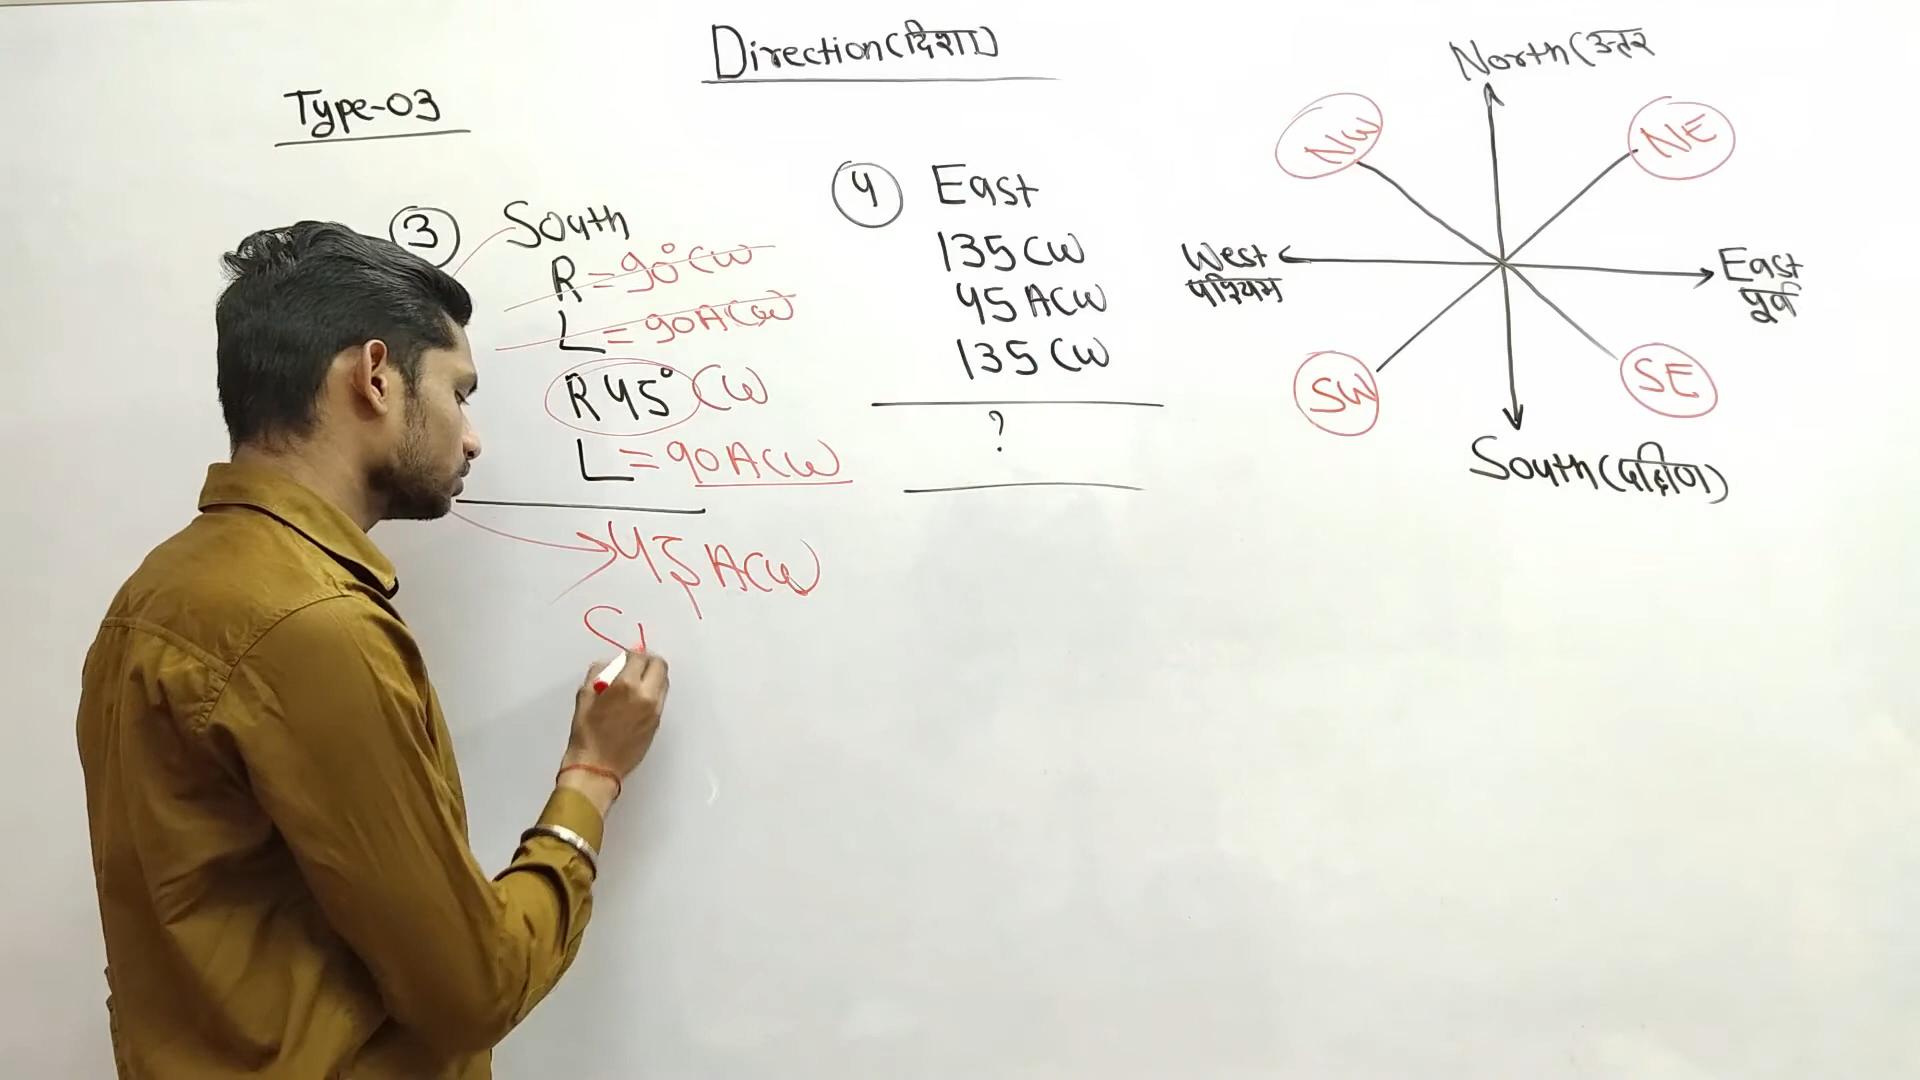 Direction (दिशा)
Type-03
3 South
R = 90° CW
L = 90 ACW
R 45° CW
L = 90 ACW
45 ACW
4 East
135 CW
45 ACW
135 CW
?
North (उत्तर
NW
NE
West
पश्चिम
East
पूर्व
SW
SE
South (दक्षिण)